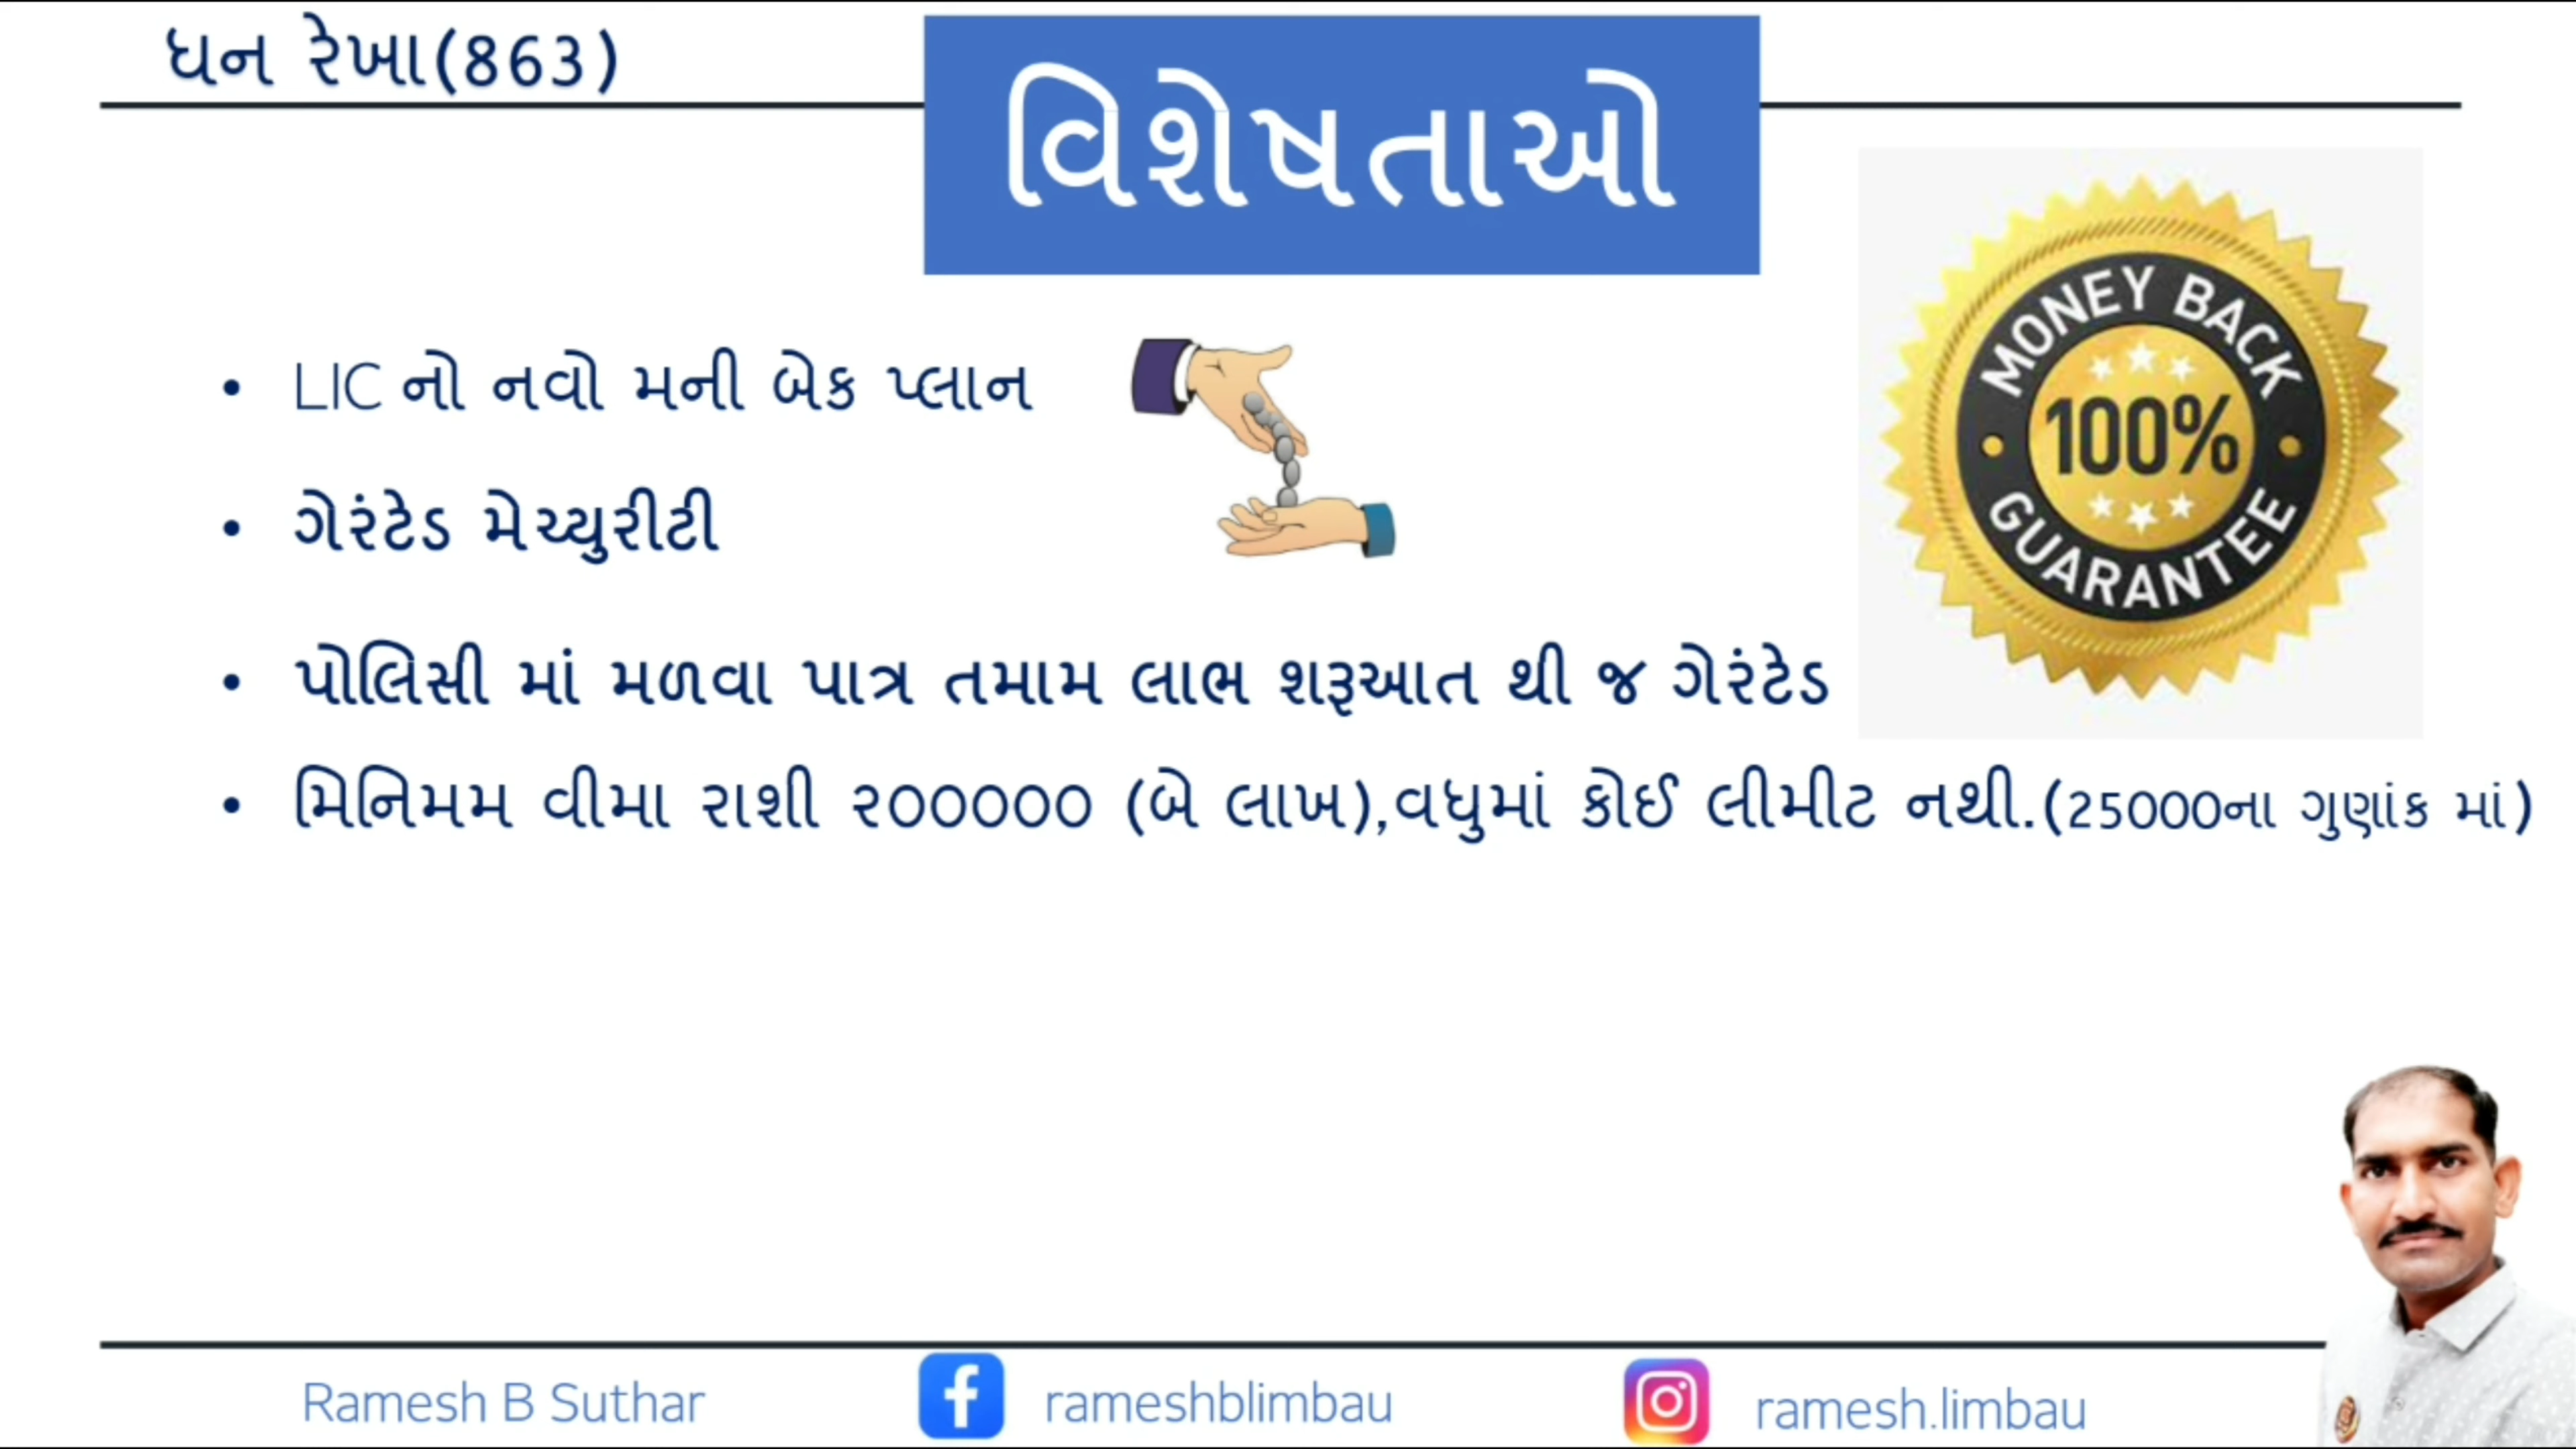 ધન રેખા(863)
વિશેષતાઓ
• LIC નો નવો મની બેક પ્લાન
• ગેરંટેડ મેચ્યુરીટી
• પોલિસી માં મળવા પાત્ર તમામ લાભ શરૂઆત થી જ ગેરંટેડ
• મિનિમમ વીમા રાશી ૨૦૦૦૦૦ (બે લાખ),વધુમાં કોઈ લીમીટ નથી.(25000ના ગુણાંક માં)
MONEY BACK
100%
GUARANTEE
Ramesh B Suthar
rameshblimbau
ramesh.limbau